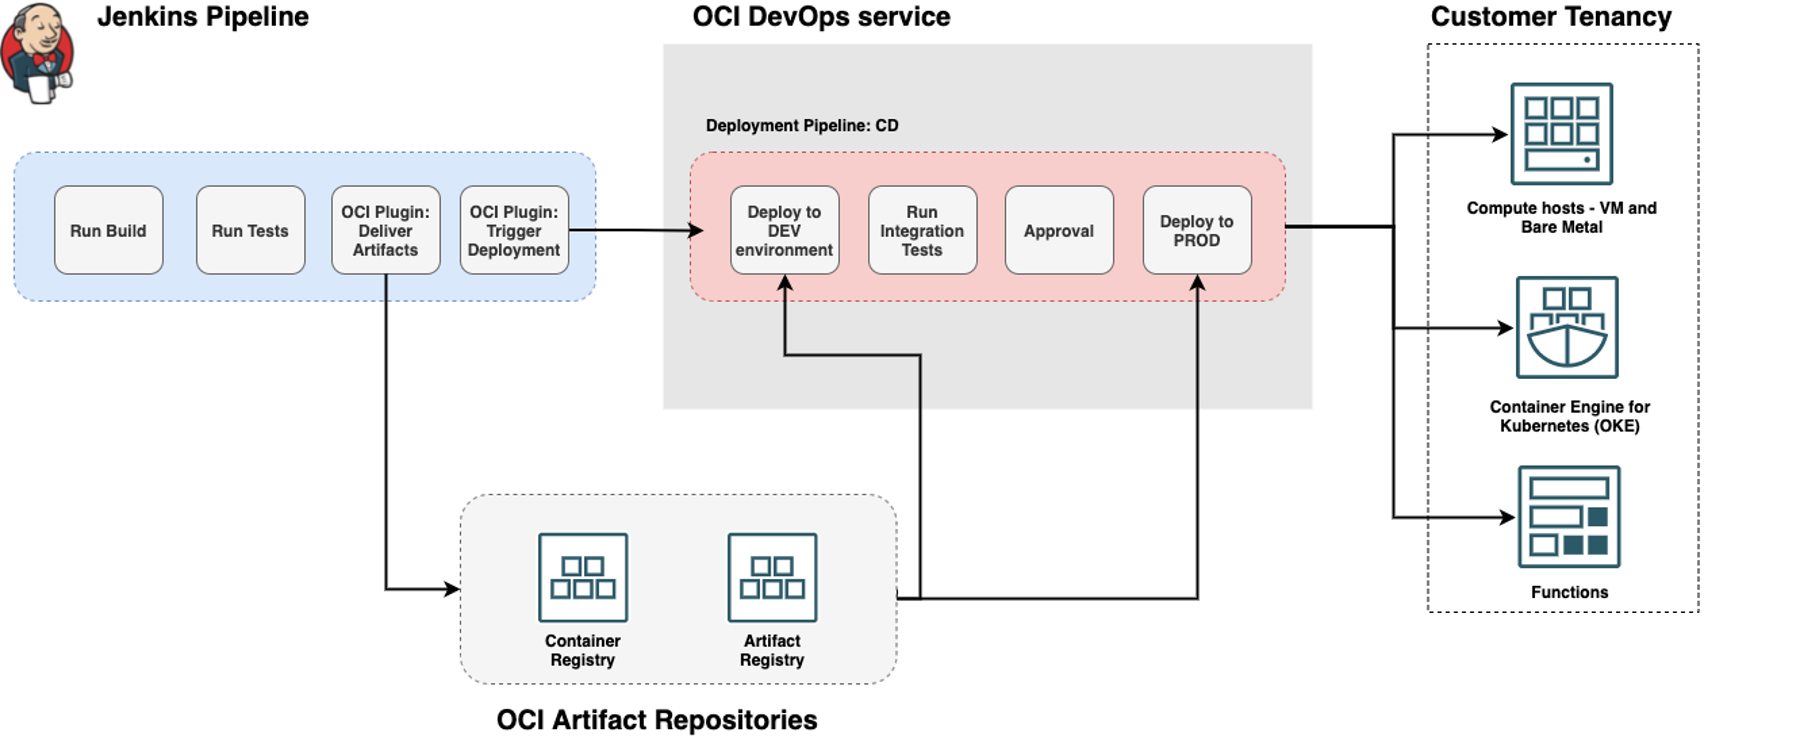 Jenkins Pipeline
OCI DevOps service
Customer Tenancy
Deployment Pipeline: CD
Run Build
Run Tests
OCI Plugin:
Deliver
Artifacts
OCI Plugin:
Trigger
Deployment
Deploy to
DEV
environment
Run
Integration
Tests
Approval
Deploy to
PROD
Compute hosts - VM and
Bare Metal
Container Engine for
Kubernetes (OKE)
Functions
Container
Registry
Artifact
Registry
OCI Artifact Repositories